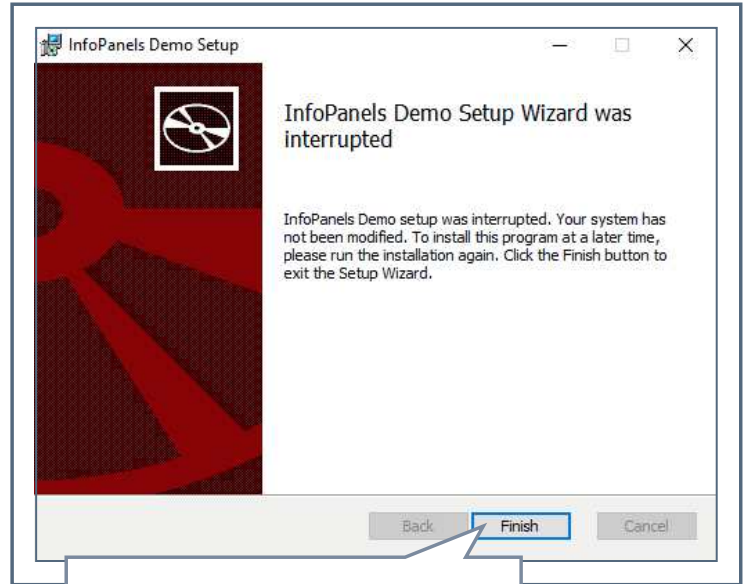 InfoPanels Demo Setup
InfoPanels Demo Setup Wizard was
interrupted
InfoPanels Demo setup was interrupted. Your system has
not been modified. To install this program at a later time,
please run the installation again. Click the Finish button to
exit the Setup Wizard.
Back Finish Cancel